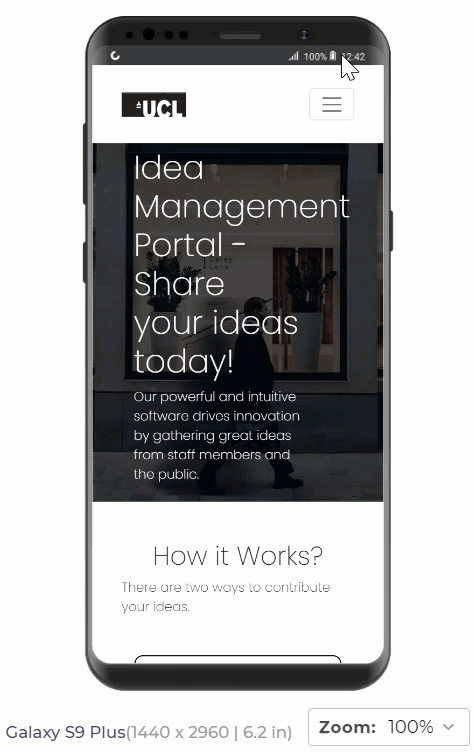 100% 12:42
UCL
Idea
Management
Portal -
Share
your ideas
today!
Our powerful and intuitive
software drives innovation
by gathering great ideas
from staff members and
the public.
How it Works?
There are two ways to contribute
your ideas.
Galaxy S9 Plus(1440 x 2960 | 6.2 in) Zoom: 100%